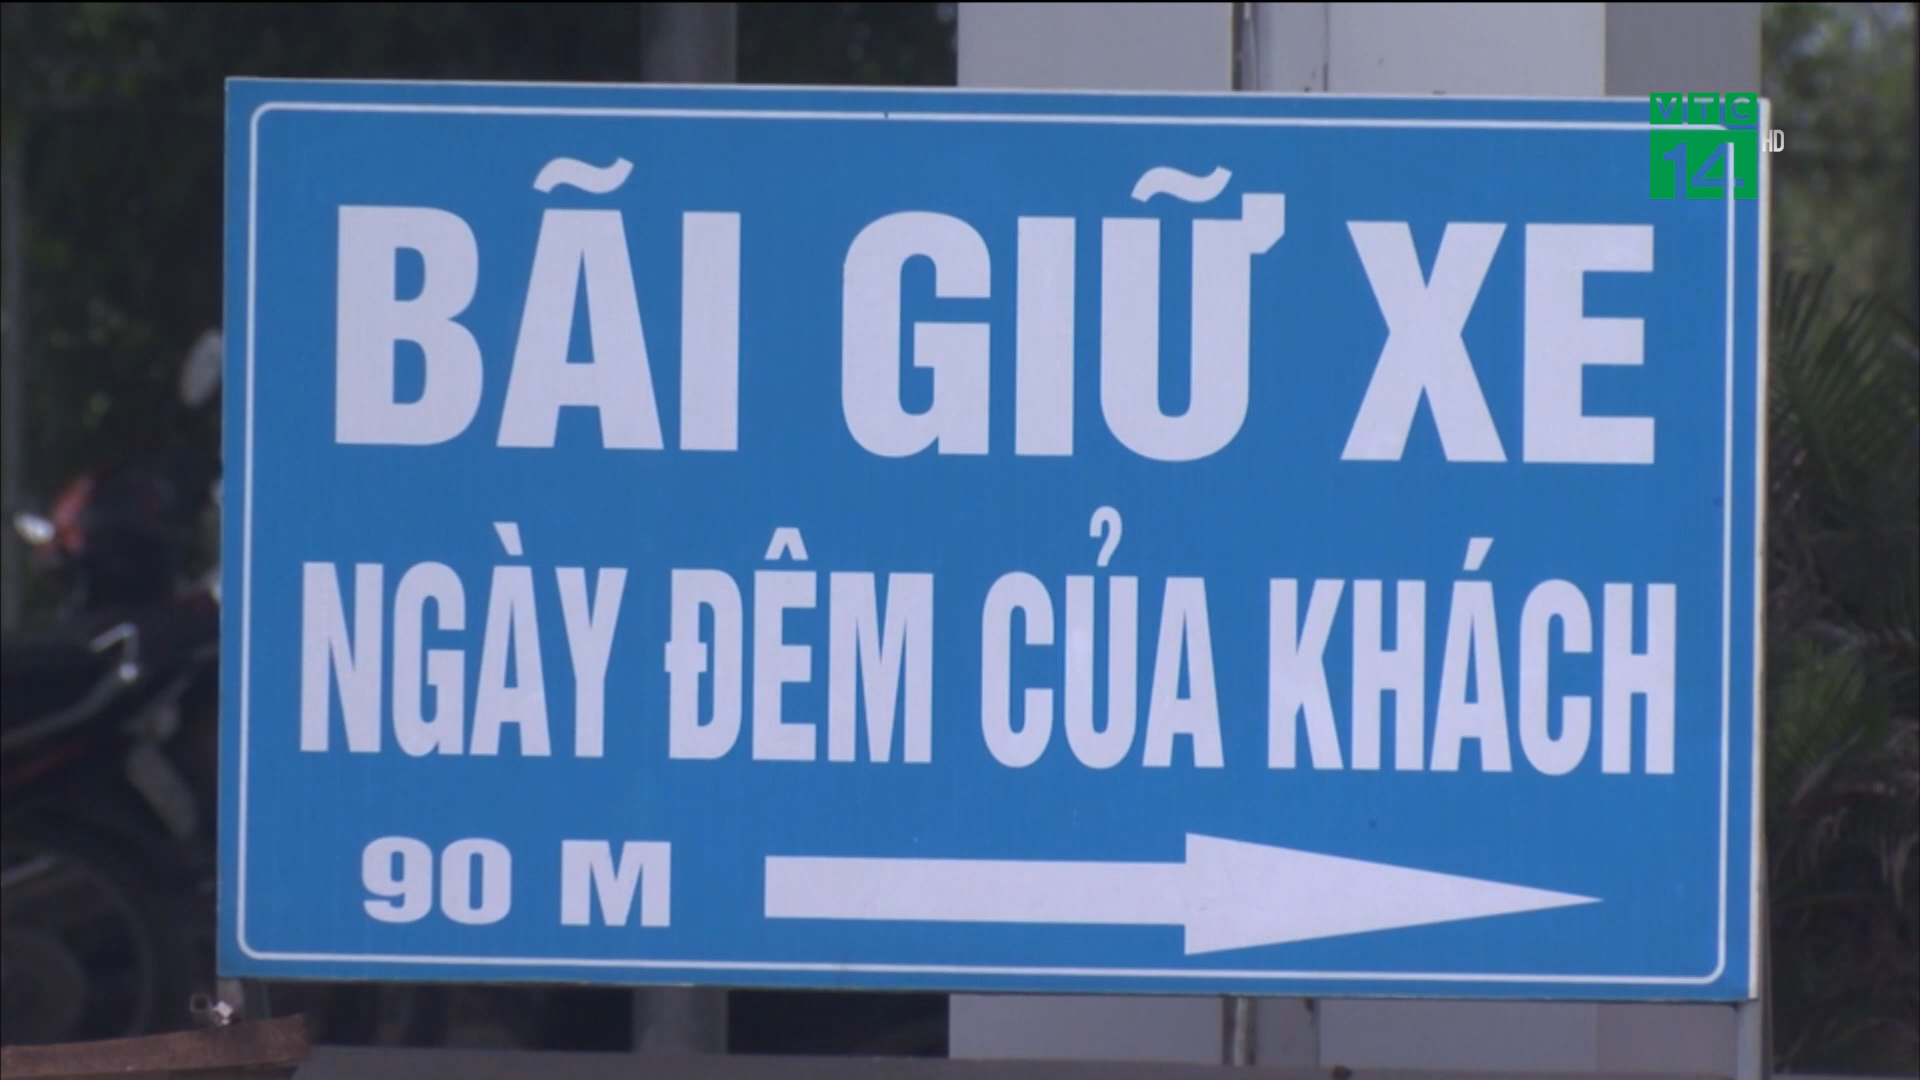 VTC
14 HD
BÃI GIỮ XE
NGÀY ĐÊM CỦA KHÁCH
90 M